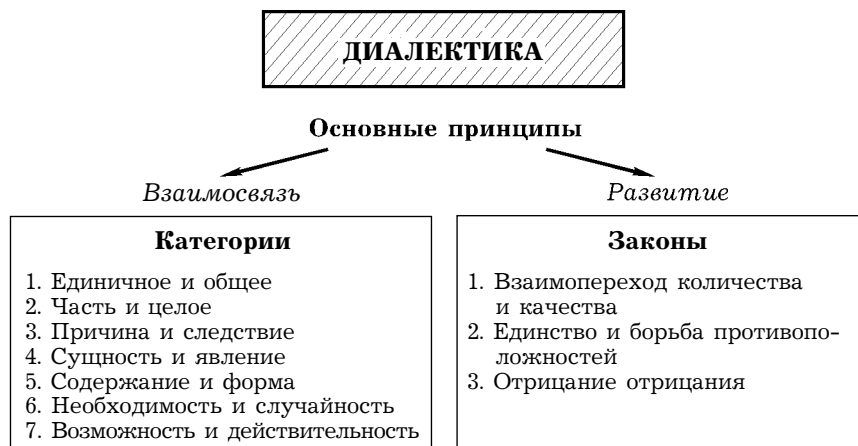 ДИАЛЕКТИКА
Основные принципы
Взаимосвязь
Категории
1. Единичное и общее
2. Часть и целое
3. Причина и следствие
4. Сущность и явление
5. Содержание и форма
6. Необходимость и случайность
7. Возможность и действительность
Развитие
Законы
1. Взаимопереход количества
и качества
2. Единство и борьба противопо-
ложностей
3. Отрицание отрицания